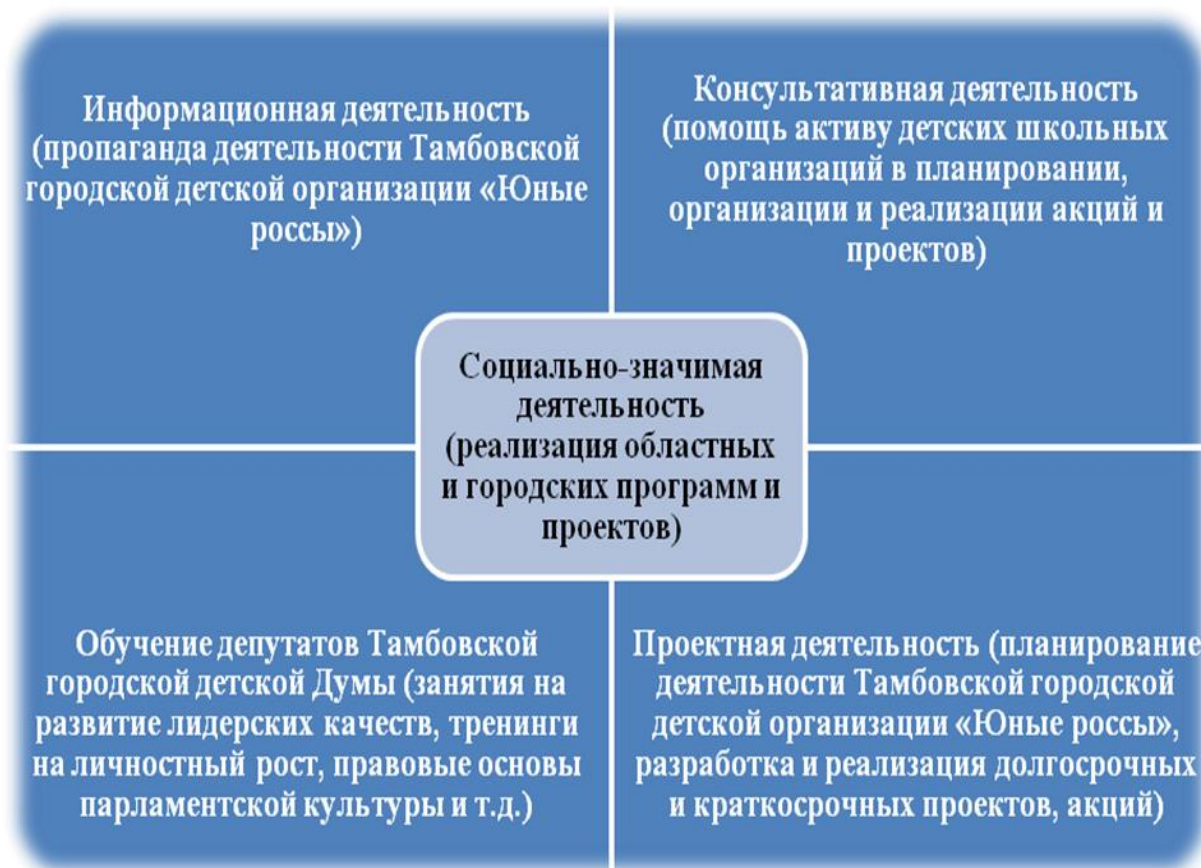 Информационная деятельность
(пропаганда деятельности Тамбовской
городской детской организации «Юные
россы»)
Консультативная деятельность
(помощь активу детских школьных
организаций в планировании,
организации и реализации акций и
проектов)
Социально-значимая
деятельность
(реализация областных
и городских программ и
проектов)
Обучение депутатов Тамбовской
городской детской Думы (занятия на
развитие лидерских качеств, тренинги
на личностный рост, правовые основы
парламентской культуры и т.д.)
Проектная деятельность (планирование
деятельности Тамбовской городской
детской организации «Юные россы»,
разработка и реализация долгосрочных
и краткосрочных проектов, акций)